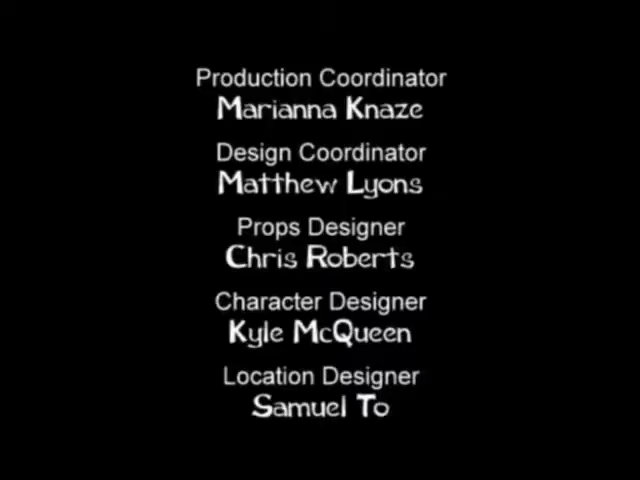 Production Coordinator
Marianna Knaze
Design Coordinator
Matthew Lyons
Props Designer
Chris Roberts
Character Designer
Kyle McQueen
Location Designer
Samuel To